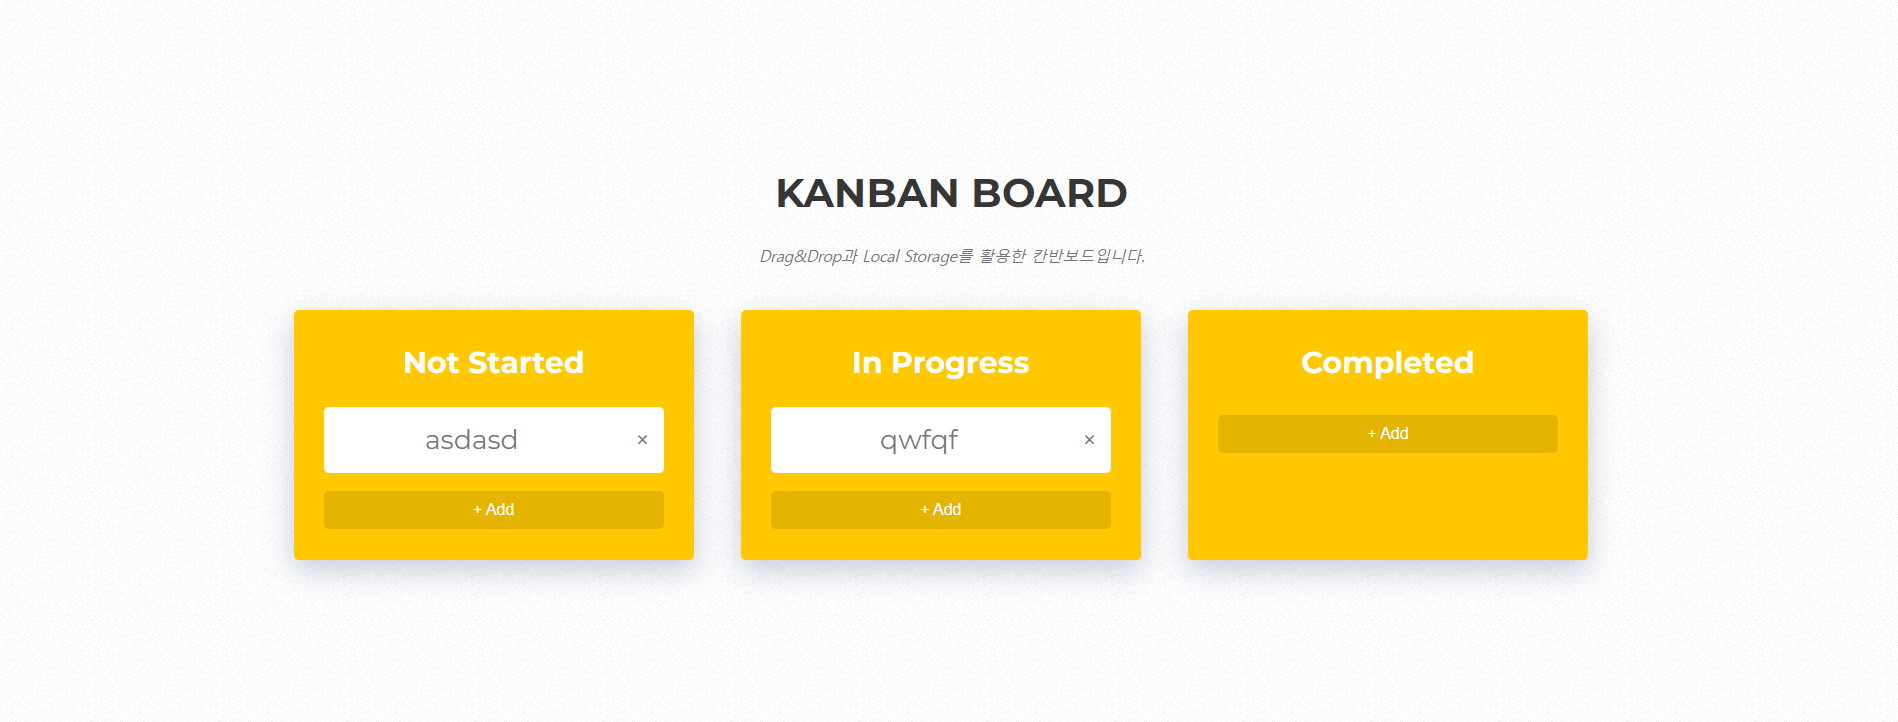 KANBAN BOARD
Drag&Drop과 Local Storage를 활용한 칸반보드입니다.
Not Started
asdasd ×
+ Add
In Progress
qwfqf ×
+ Add
Completed
+ Add